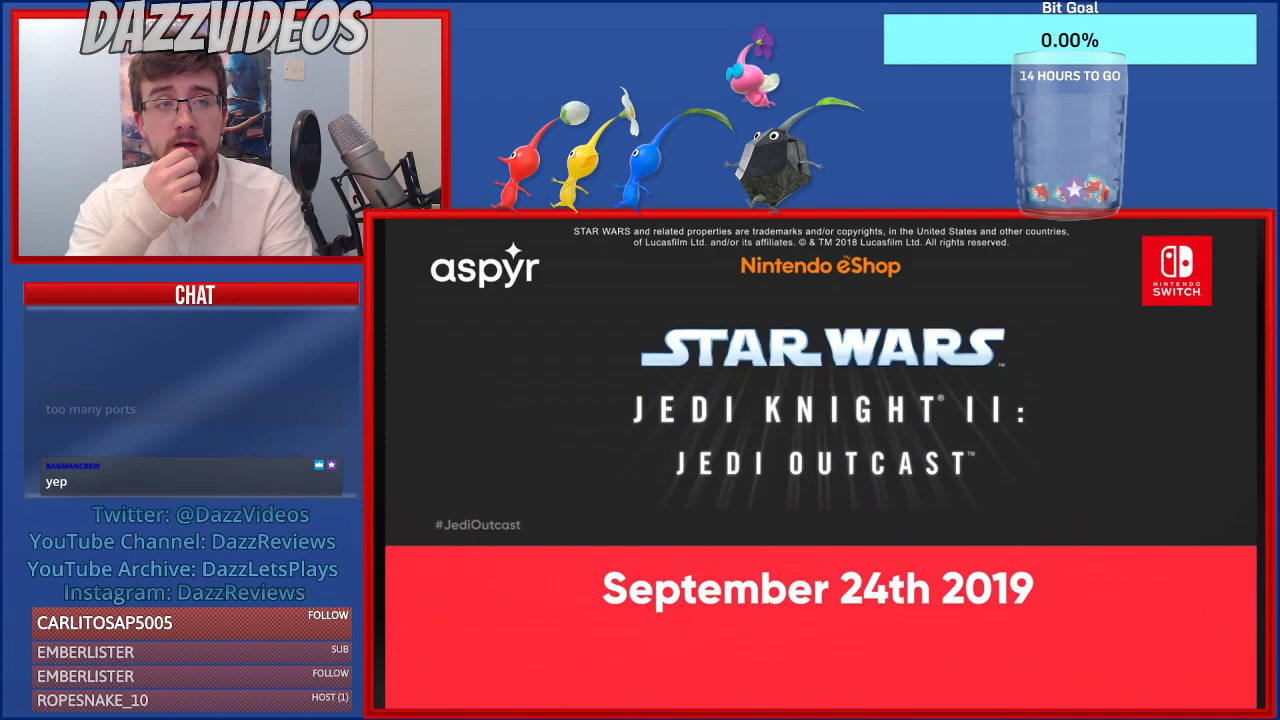 DAZZVIDEOS
Bit Goal
0.00%
14 HOURS TO GO
STAR WARS and related properties are trademarks and/or copyrights, in the United States and other countries,
of Lucasfilm Ltd. and/or its affiliates. © & TM 2018 Lucasfilm Ltd. All rights reserved.
aspyr
Nintendo eShop
NINTENDO
SWITCH
STAR WARS™
JEDI KNIGHT® II:
JEDI OUTCAST™
#JediOutcast
September 24th 2019
CHAT
too many ports
BAGMANCREW
yep
Twitter: @DazzVideos
YouTube Channel: DazzReviews
YouTube Archive: DazzLetsPlays
Instagram: DazzReviews
CARLITOSAP5005 FOLLOW
EMBERLISTER SUB
EMBERLISTER FOLLOW
ROPESNAKE_10 HOST (1)